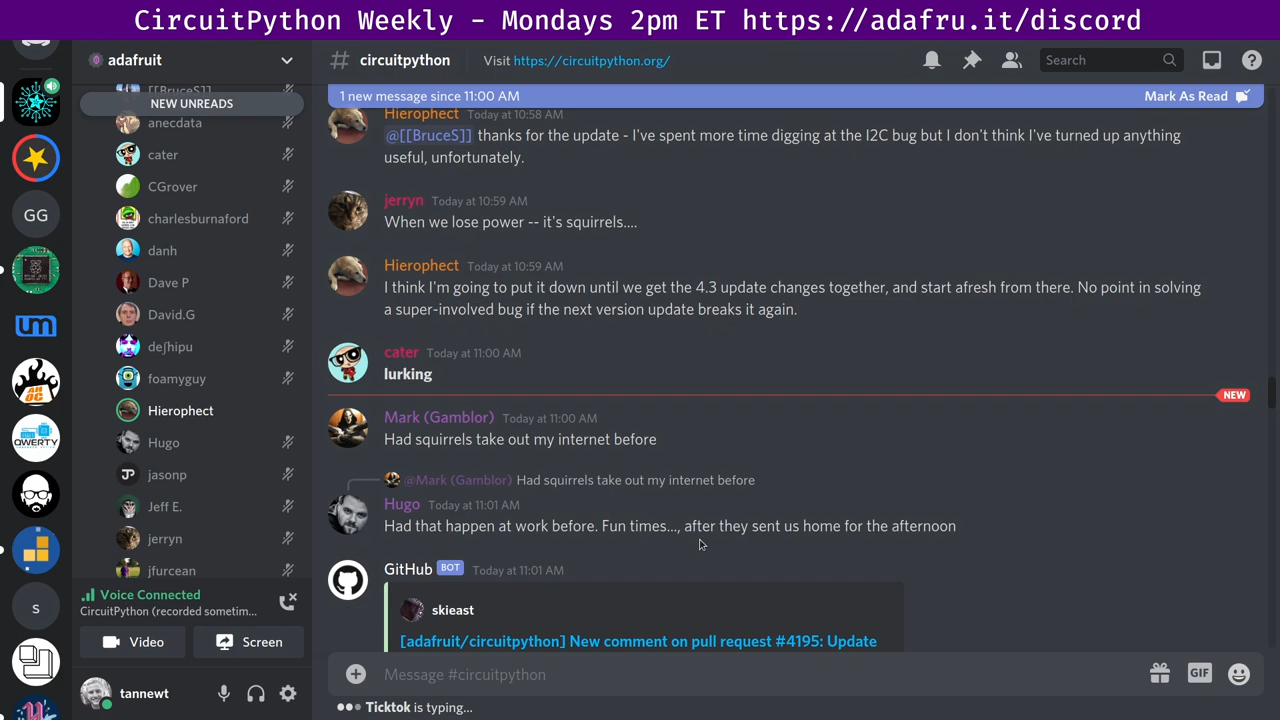 CircuitPython Weekly - Mondays 2pm ET https://adafru.it/discord
adafruit
# circuitpython
Visit https://circuitpython.org/
Search
NEW UNREADS
anecdata
cater
CGrover
charlesburnaford
danh
Dave P
David.G
deʃhipu
foamyguy
Hierophect
Hugo
jasonp
Jeff E.
jerryn
jfurcean
Voice Connected
CircuitPython (recorded sometim...
Video
Screen
tannewt
GG
um
QWERTY
s
1 new message since 11:00 AM
Mark As Read
Hierophect Today at 10:58 AM
@[[BruceS]] thanks for the update - I've spent more time digging at the I2C bug but I don't think I've turned up anything
useful, unfortunately.
jerryn Today at 10:59 AM
When we lose power -- it's squirrels....
Hierophect Today at 10:59 AM
I think I'm going to put it down until we get the 4.3 update changes together, and start afresh from there. No point in solving
a super-involved bug if the next version update breaks it again.
cater Today at 11:00 AM
lurking
NEW
Mark (Gamblor) Today at 11:00 AM
Had squirrels take out my internet before
@Mark (Gamblor) Had squirrels take out my internet before
Hugo Today at 11:01 AM
Had that happen at work before. Fun times..., after they sent us home for the afternoon
GitHub BOT Today at 11:01 AM
skieast
[adafruit/circuitpython] New comment on pull request #4195: Update
Message #circuitpython
GIF
Ticktok is typing...